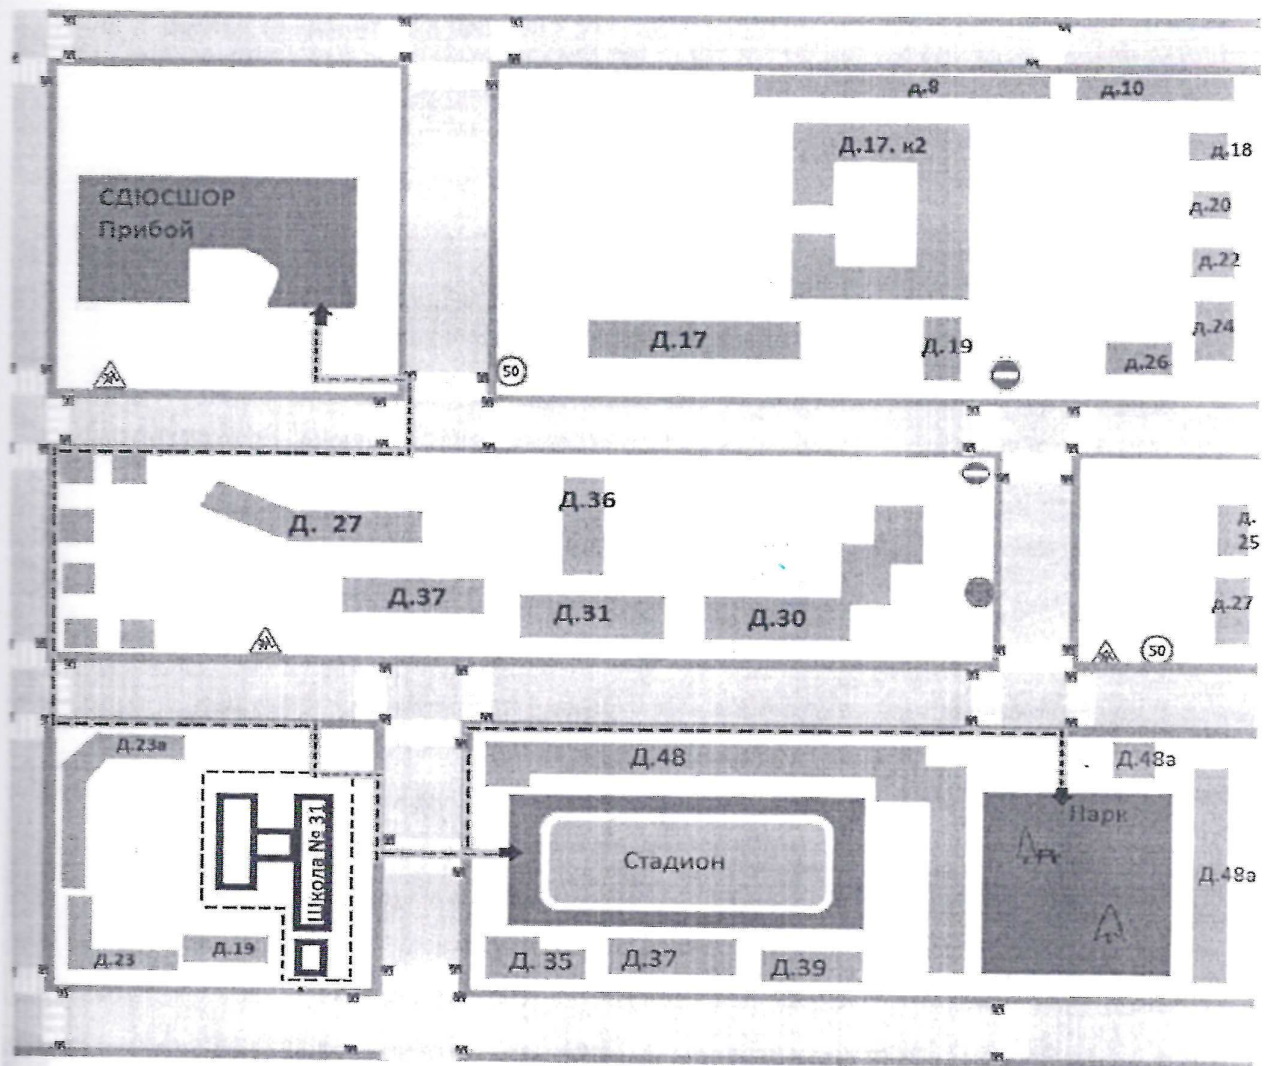 д.8
д.10
Д.17. к2
д.18
СДЮСШОР
Прибой
д.20
д.22
д.24
Д.17
Д.19
д.26
50
Д. 27
Д.36
Д.
25
Д.37
Д.31
Д.30
д.27
50
Д.23а
Д.48
Д.48а
Школа № 31
Парк
Стадион
Д.48а
Д.23
Д.19
Д. 35
Д.37
Д.39